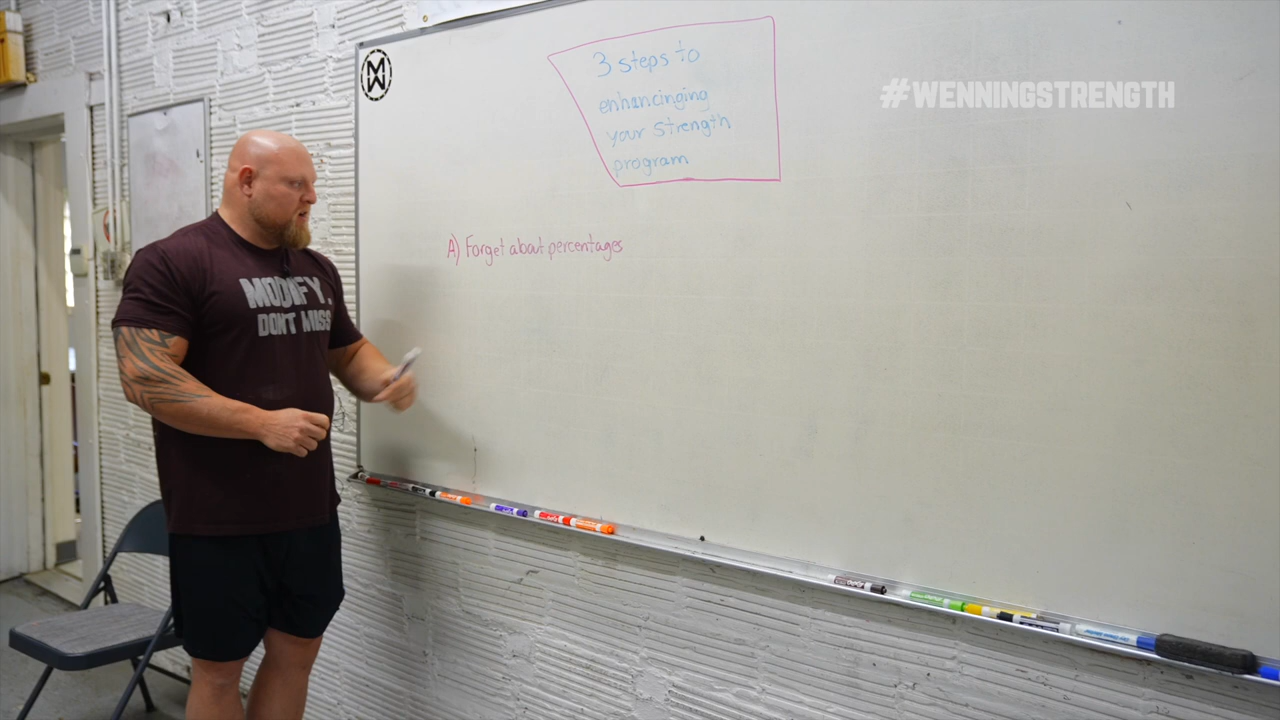 3 steps to
enhancinging
your strength
program
#WENNINGSTRENGTH
A) Forget about percentages
MODIFY.
DON'T MISS